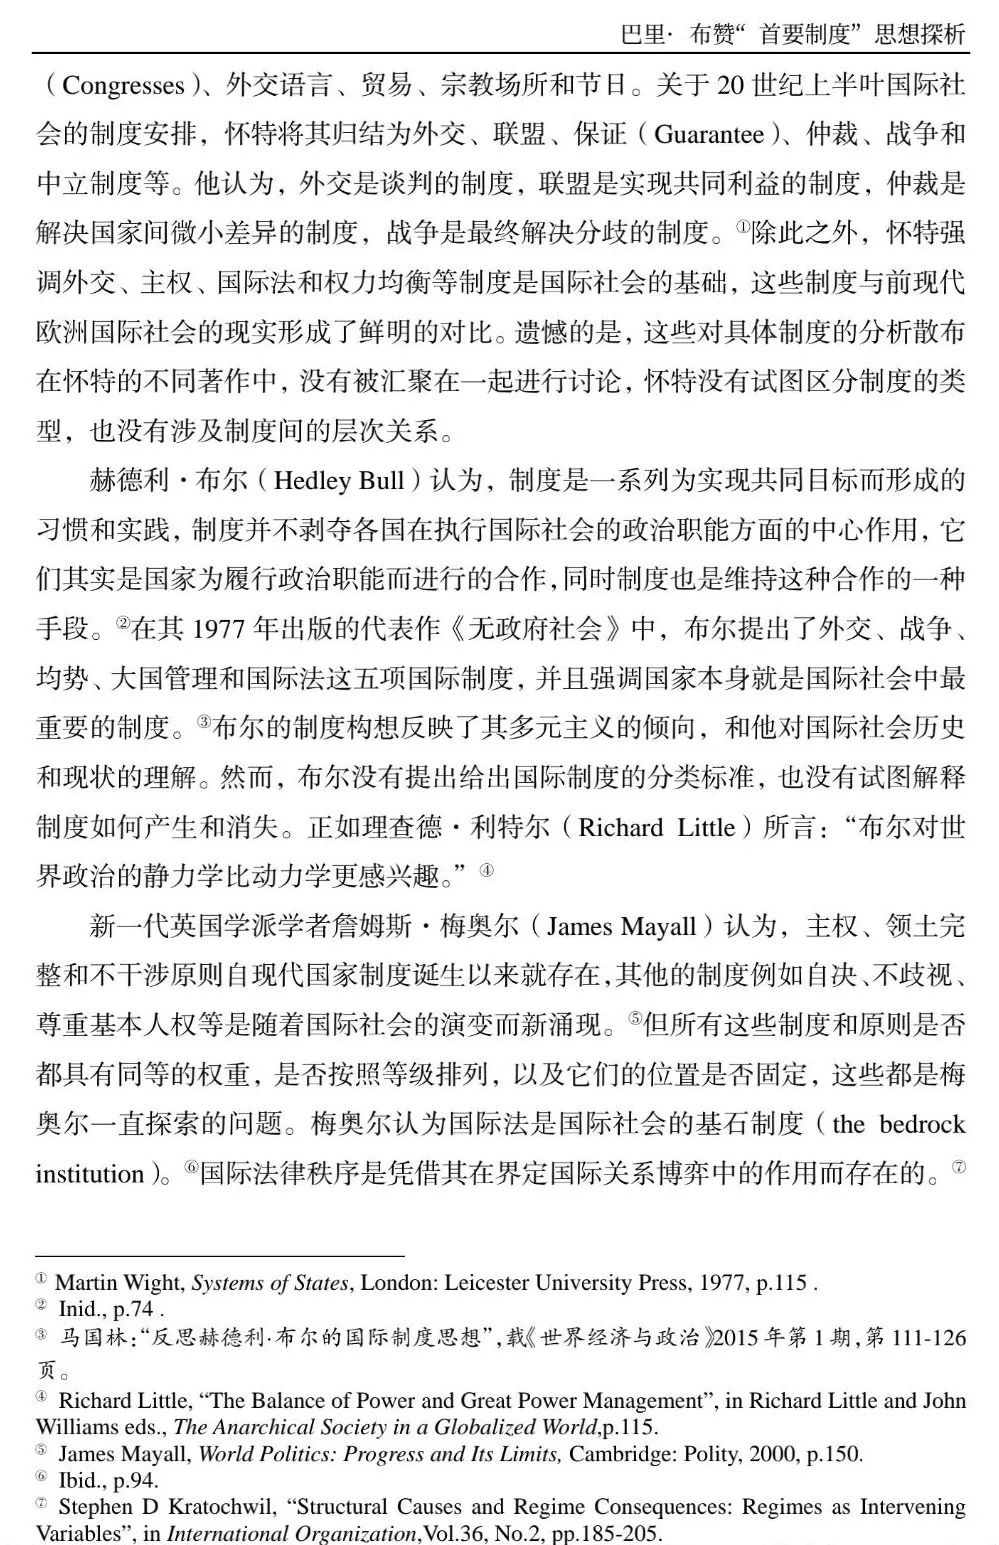 巴里· 布赞“ 首要制度”思想探析
（Congresses）、外交语言、贸易、宗教场所和节日。关于 20 世纪上半叶国际社
会的制度安排，怀特将其归结为外交、联盟、保证（Guarantee）、仲裁、战争和
中立制度等。他认为，外交是谈判的制度，联盟是实现共同利益的制度，仲裁是
解决国家间微小差异的制度，战争是最终解决分歧的制度。①除此之外，怀特强
调外交、主权、国际法和权力均衡等制度是国际社会的基础，这些制度与前现代
欧洲国际社会的现实形成了鲜明的对比。遗憾的是，这些对具体制度的分析散布
在怀特的不同著作中，没有被汇聚在一起进行讨论，怀特没有试图区分制度的类
型，也没有涉及制度间的层次关系。
赫德利·布尔（Hedley Bull）认为，制度是一系列为实现共同目标而形成的
习惯和实践，制度并不剥夺各国在执行国际社会的政治职能方面的中心作用，它
们其实是国家为履行政治职能而进行的合作，同时制度也是维持这种合作的一种
手段。②在其 1977 年出版的代表作《无政府社会》中，布尔提出了外交、战争、
均势、大国管理和国际法这五项国际制度，并且强调国家本身就是国际社会中最
重要的制度。③布尔的制度构想反映了其多元主义的倾向，和他对国际社会历史
和现状的理解。然而，布尔没有提出给出国际制度的分类标准，也没有试图解释
制度如何产生和消失。正如理查德·利特尔（Richard Little）所言：“布尔对世
界政治的静力学比动力学更感兴趣。” ④
新一代英国学派学者詹姆斯·梅奥尔（James Mayall）认为，主权、领土完
整和不干涉原则自现代国家制度诞生以来就存在，其他的制度例如自决、不歧视、
尊重基本人权等是随着国际社会的演变而新涌现。⑤但所有这些制度和原则是否
都具有同等的权重，是否按照等级排列，以及它们的位置是否固定，这些都是梅
奥尔一直探索的问题。梅奥尔认为国际法是国际社会的基石制度（the bedrock
institution）。⑥国际法律秩序是凭借其在界定国际关系博弈中的作用而存在的。⑦
① Martin Wight, Systems of States, London: Leicester University Press, 1977, p.115 .
② Inid., p.74 .
③ 马国林：“反思赫德利·布尔的国际制度思想”，载《世界经济与政治》2015 年第 1 期，第 111-126
页。
④ Richard Little, “The Balance of Power and Great Power Management”, in Richard Little and John
Williams eds., The Anarchical Society in a Globalized World,p.115.
⑤ James Mayall, World Politics: Progress and Its Limits, Cambridge: Polity, 2000, p.150.
⑥ Ibid., p.94.
⑦ Stephen D Kratochwil, “Structural Causes and Regime Consequences: Regimes as Intervening
Variables”, in International Organization,Vol.36, No.2, pp.185-205.